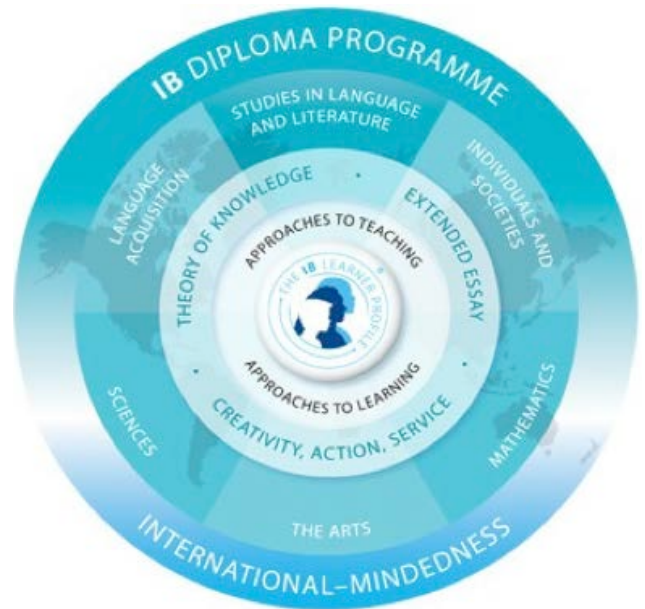 IB DIPLOMA PROGRAMME
STUDIES IN LANGUAGE
AND LITERATURE
LANGUAGE
ACQUISITION
INDIVIDUALS AND
SOCIETIES
THEORY OF KNOWLEDGE
EXTENDED ESSAY
APPROACHES TO TEACHING
THE IB LEARNER PROFILE
®
APPROACHES TO LEARNING
CREATIVITY, ACTION, SERVICE
SCIENCES
MATHEMATICS
THE ARTS
INTERNATIONAL–MINDEDNESS